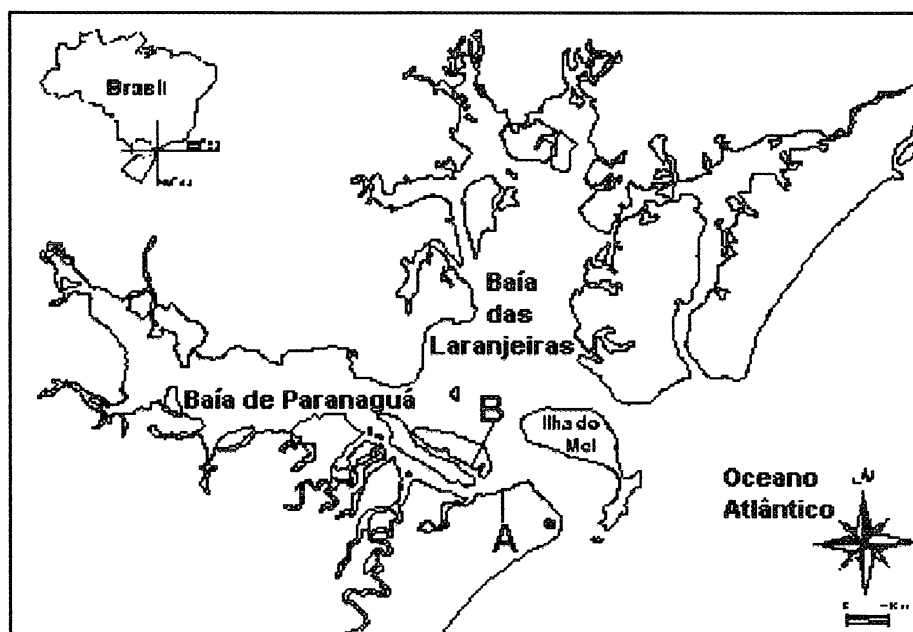 Brasil
Baía
das
Laranjeiras
Baía de Paranaguá
B
Ilha do
Mel
Oceano
Atlântico
N
A